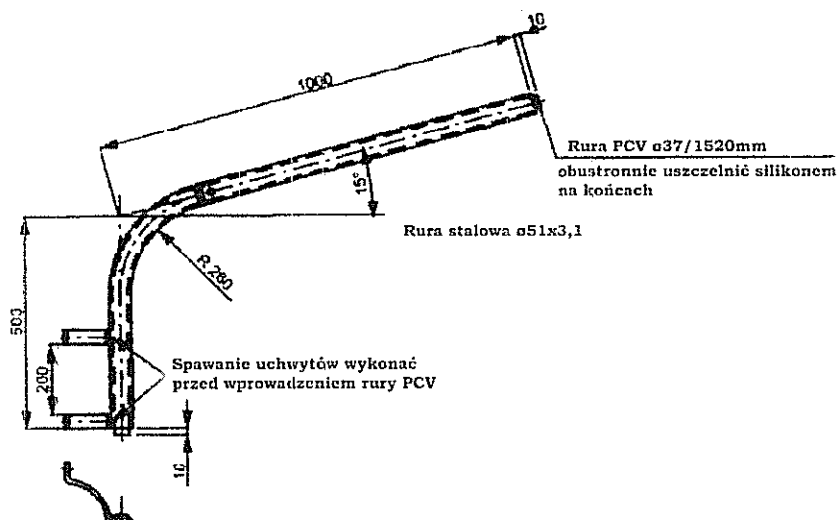 10
1000
Rura PCV ø37/1520mm
obustronnie uszczelnić silikonem
na końcach
15°
Rura stalowa ø51x3,1
R 260
500
Spawanie uchwytów wykonać
przed wprowadzeniem rury PCV
200
10